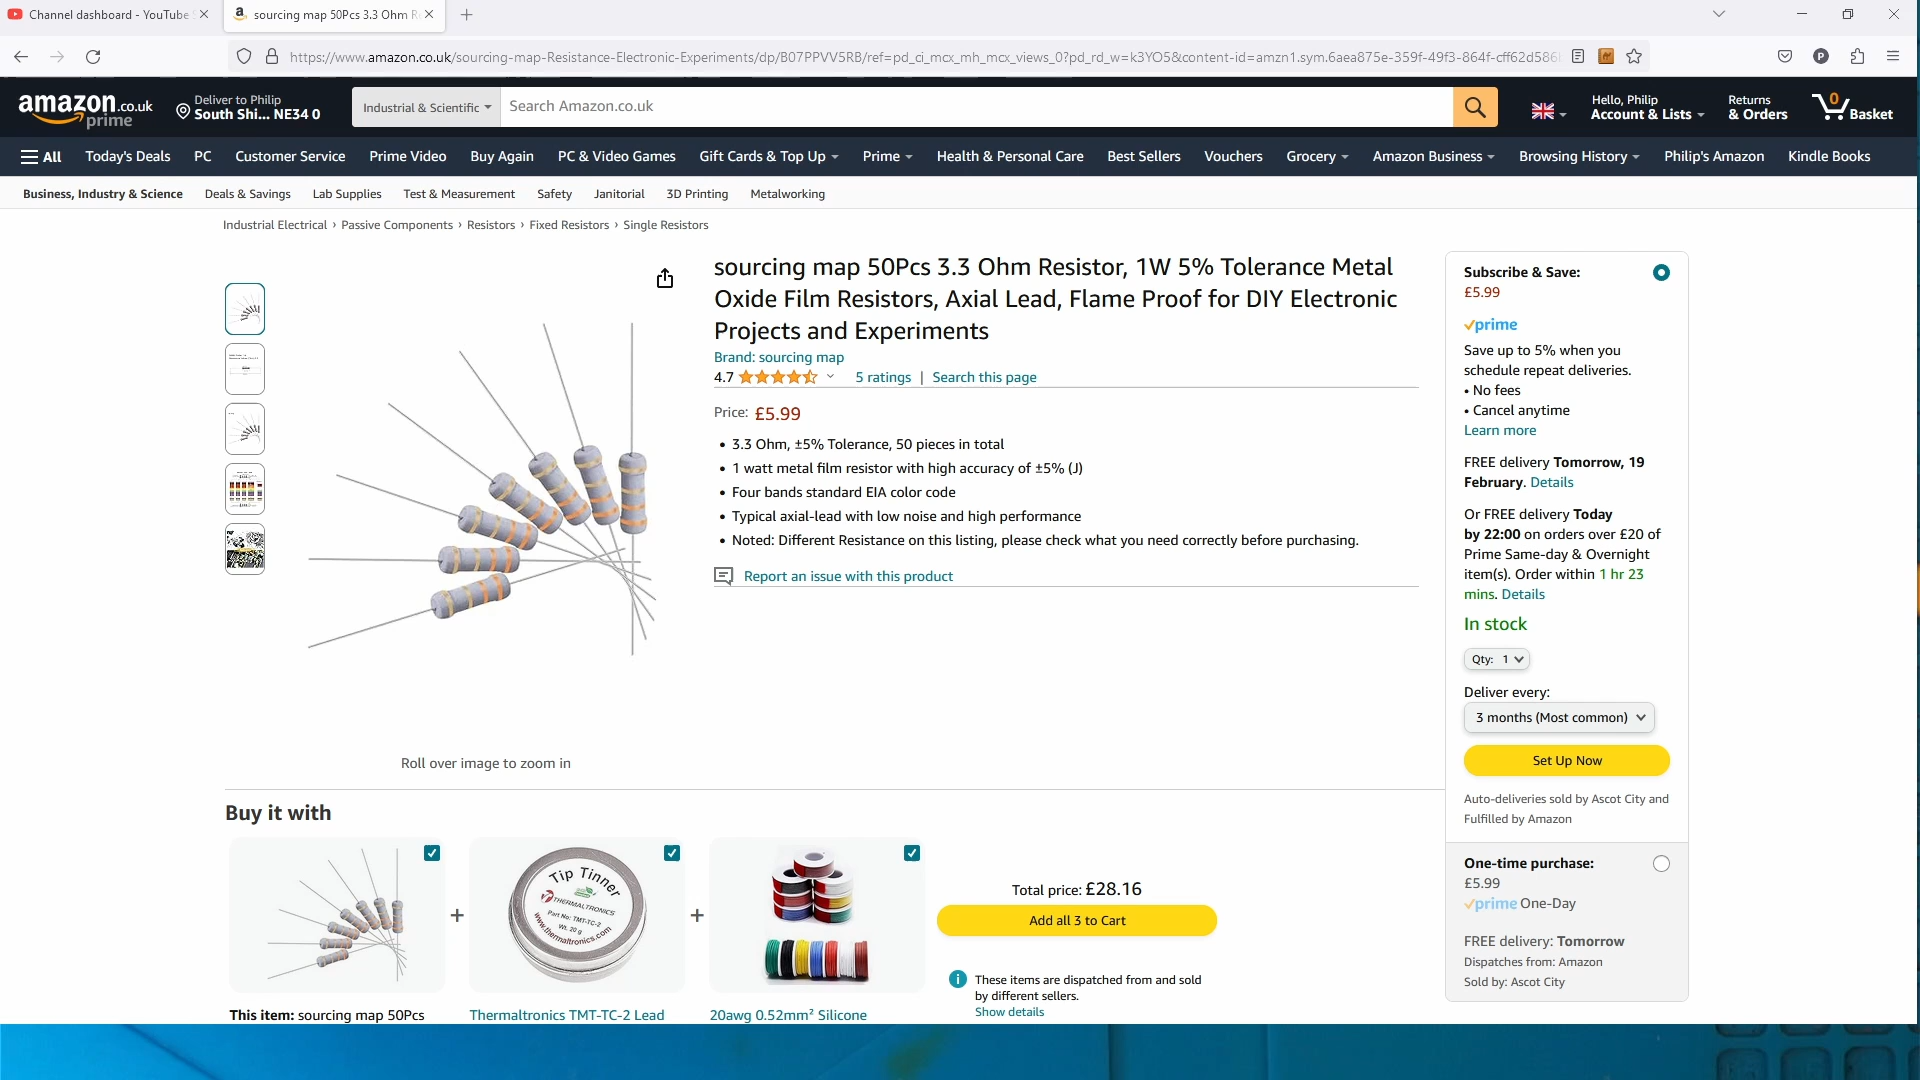 Channel dashboard - YouTube
sourcing map 50Pcs 3.3 Ohm R
https://www.amazon.co.uk/sourcing-map-Resistance-Electronic-Experiments/dp/B07PPVV5RB/ref=pd_ci_mcx_mh_mcx_views_0?pd_rd_w=k3YO5&content-id=amzn1.sym.6aea875e-359f-49f3-864f-cff62d586
amazon.co.uk
prime
Deliver to Philip
South Shi... NE34 0
Industrial & Scientific
Search Amazon.co.uk
Hello, Philip
Account & Lists
Returns
& Orders
0
Basket
All
Today's Deals
PC
Customer Service
Prime Video
Buy Again
PC & Video Games
Gift Cards & Top Up
Prime
Health & Personal Care
Best Sellers
Vouchers
Grocery
Amazon Business
Browsing History
Philip's Amazon
Kindle Books
Business, Industry & Science
Deals & Savings
Lab Supplies
Test & Measurement
Safety
Janitorial
3D Printing
Metalworking
Industrial Electrical › Passive Components › Resistors › Fixed Resistors › Single Resistors
sourcing map 50Pcs 3.3 Ohm Resistor, 1W 5% Tolerance Metal
Oxide Film Resistors, Axial Lead, Flame Proof for DIY Electronic
Projects and Experiments
Brand: sourcing map
4.7
5 ratings | Search this page
Price: £5.99
• 3.3 Ohm, ±5% Tolerance, 50 pieces in total
• 1 watt metal film resistor with high accuracy of ±5% (J)
• Four bands standard EIA color code
• Typical axial-lead with low noise and high performance
• Noted: Different Resistance on this listing, please check what you need correctly before purchasing.
Report an issue with this product
Roll over image to zoom in
Subscribe & Save:
£5.99
prime
Save up to 5% when you
schedule repeat deliveries.
• No fees
• Cancel anytime
Learn more
FREE delivery Tomorrow, 19
February. Details
Or FREE delivery Today
by 22:00 on orders over £20 of
Prime Same-day & Overnight
item(s). Order within 1 hr 23
mins. Details
In stock
Qty: 1
Deliver every:
3 months (Most common)
Set Up Now
Auto-deliveries sold by Ascot City and
Fulfilled by Amazon
One-time purchase:
£5.99
prime One-Day
FREE delivery: Tomorrow
Dispatches from: Amazon
Sold by: Ascot City
Buy it with
Tip Tinner
THERMALTRONICS
Part No: TMT-TC-2
Wt. 20 g
www.thermaltronics.com
Total price: £28.16
Add all 3 to Cart
These items are dispatched from and sold
by different sellers.
Show details
This item: sourcing map 50Pcs
Thermaltronics TMT-TC-2 Lead
20awg 0.52mm² Silicone